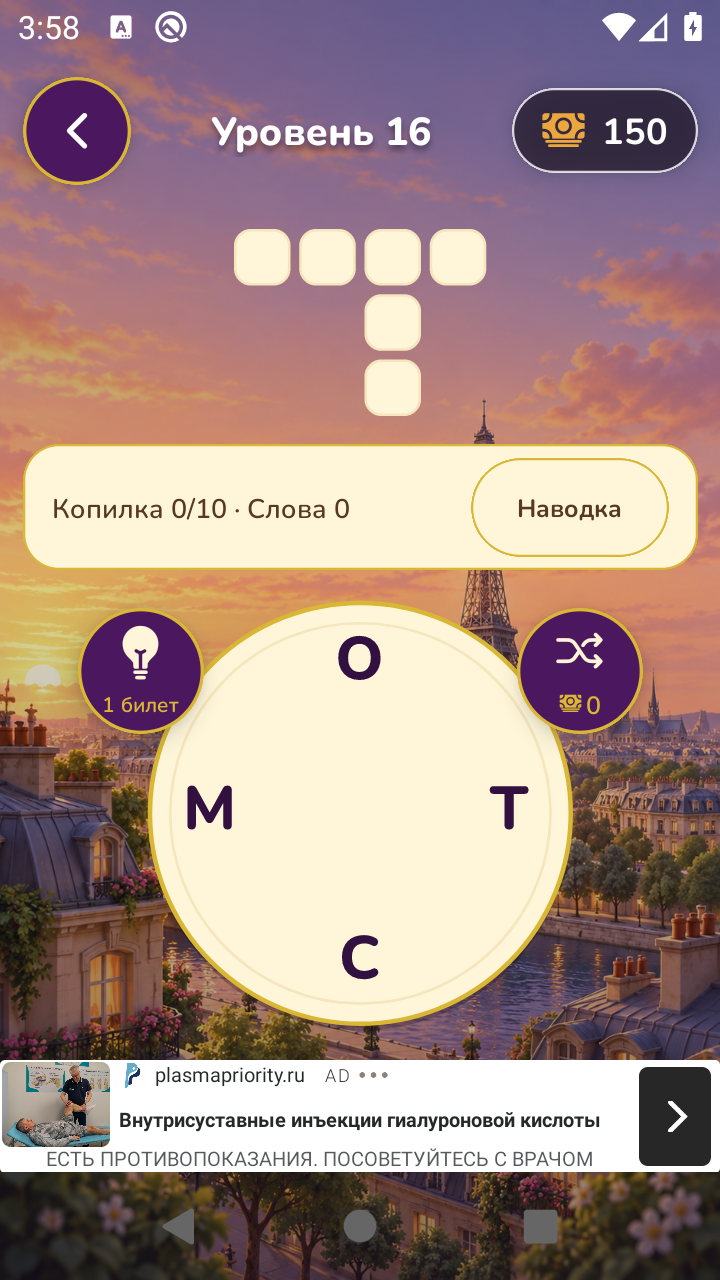 3:58
Уровень 16
150
Копилка 0/10 · Слова 0
Наводка
1 билет
0
О
М
Т
С
plasmapriority.ru AD
Внутрисуставные инъекции гиалуроновой кислоты
ЕСТЬ ПРОТИВОПОКАЗАНИЯ. ПОСОВЕТУЙТЕСЬ С ВРАЧОМ